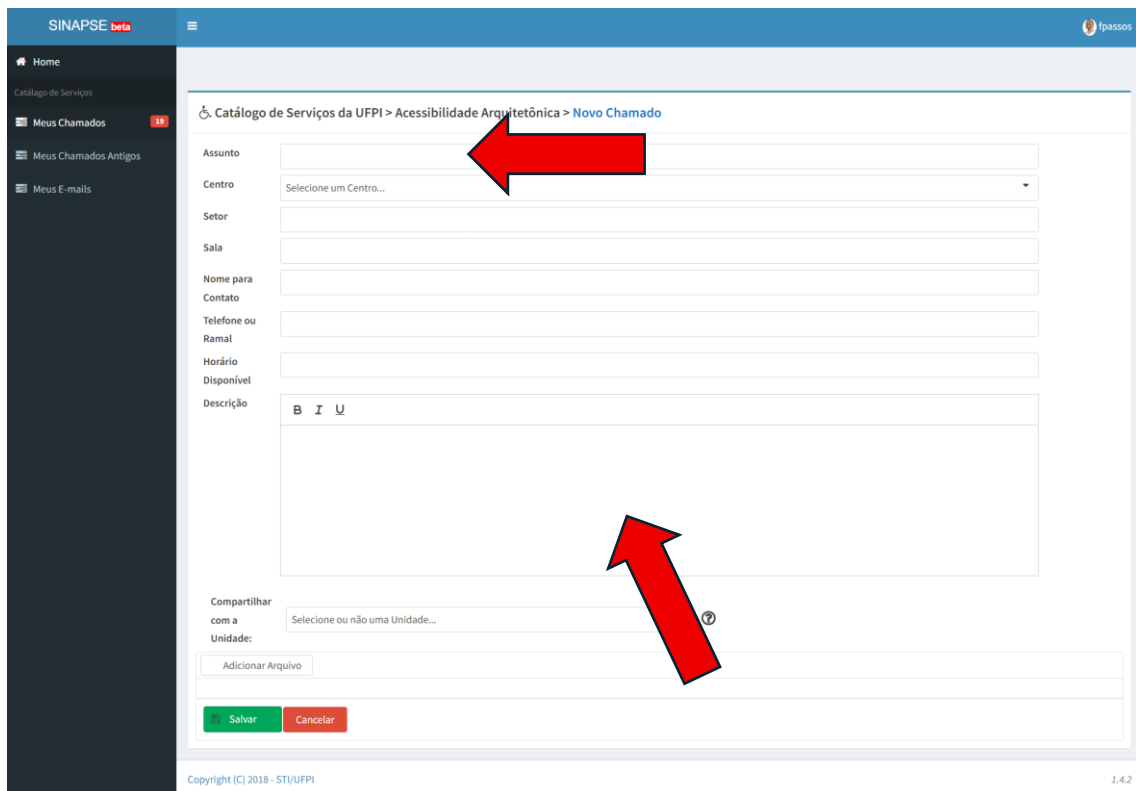 SINAPSE beta
fpassos
Home
Catálago de Serviços
Meus Chamados 19
Meus Chamados Antigos
Meus E-mails
Catálogo de Serviços da UFPI > Acessibilidade Arquitetônica > Novo Chamado
Assunto
Centro
Selecione um Centro...
Setor
Sala
Nome para
Contato
Telefone ou
Ramal
Horário
Disponível
Descrição
B I U
Compartilhar
com a
Unidade:
Selecione ou não uma Unidade...
Adicionar Arquivo
Salvar
Cancelar
Copyright (C) 2018 - STI/UFPI
1.4.2